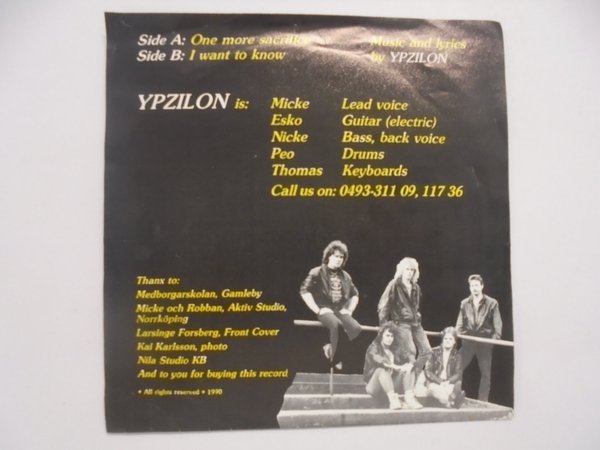 Side A: One more sacrifice
Side B: I want to know
Music and lyrics
by YPZILON
YPZILON is:
Micke Lead voice
Esko Guitar (electric)
Nicke Bass, back voice
Peo Drums
Thomas Keyboards
Call us on: 0493-311 09, 117 36
Thanx to:
Medborgarskolan, Gamleby
Micke och Robban, Aktiv Studio,
Norrköping
Larsinge Forsberg, Front Cover
Kai Karlsson, photo
Nila Studio KB
And to you for buying this record
• All rights reserved • 1990